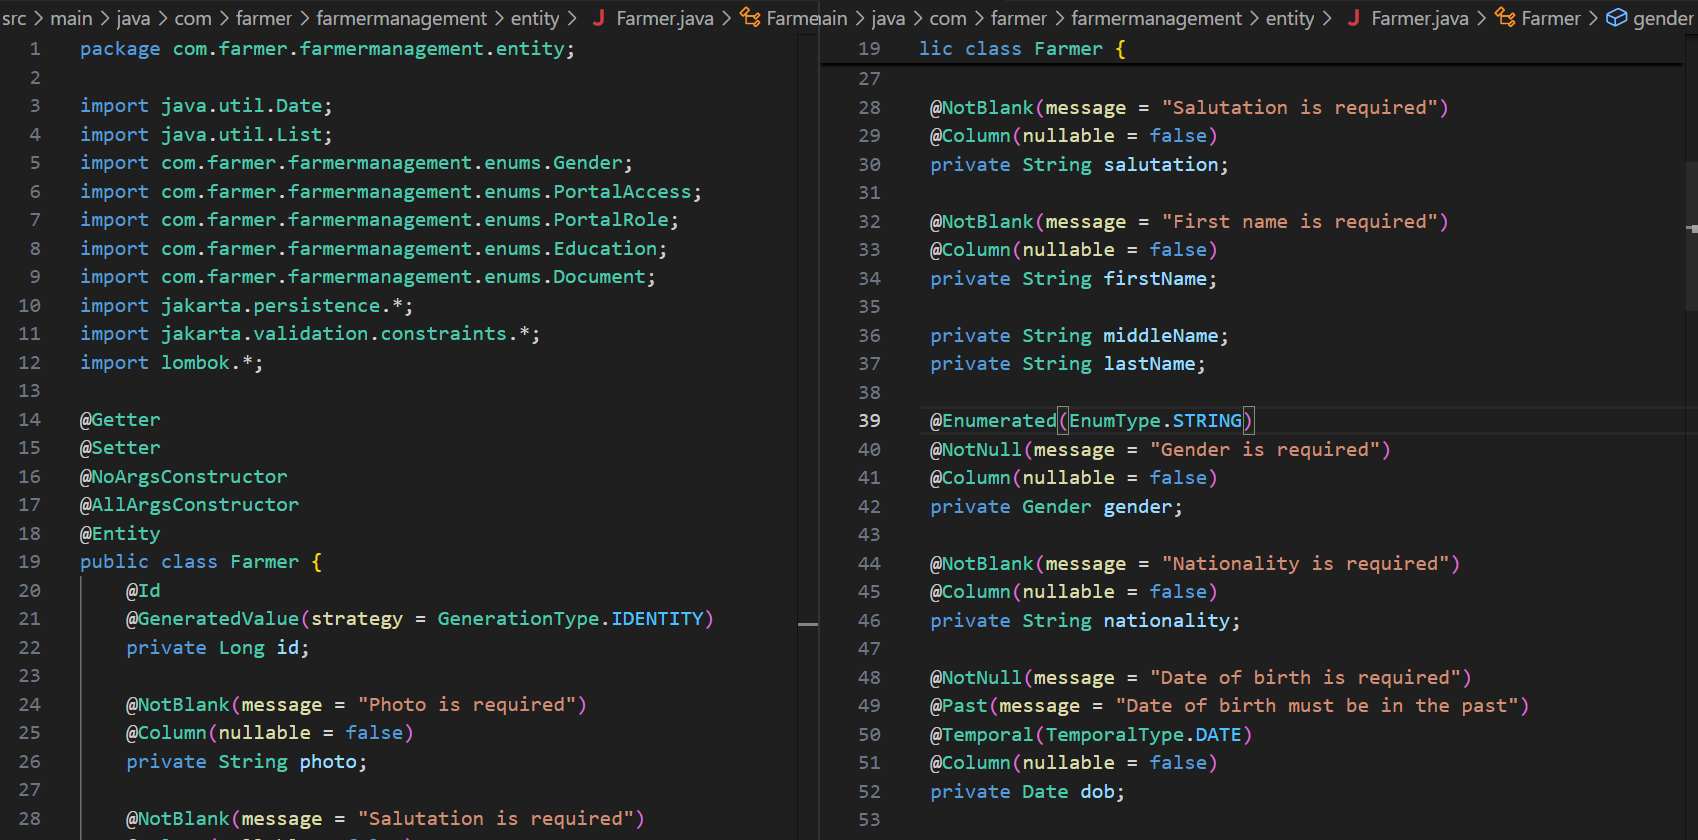 src > main > java > com > farmer > farmermanagement > entity > J Farmer.java > Farme
1 package com.farmer.farmermanagement.entity;
2
3 import java.util.Date;
4 import java.util.List;
5 import com.farmer.farmermanagement.enums.Gender;
6 import com.farmer.farmermanagement.enums.PortalAccess;
7 import com.farmer.farmermanagement.enums.PortalRole;
8 import com.farmer.farmermanagement.enums.Education;
9 import com.farmer.farmermanagement.enums.Document;
10 import jakarta.persistence.*;
11 import jakarta.validation.constraints.*;
12 import lombok.*;
13
14 @Getter
15 @Setter
16 @NoArgsConstructor
17 @AllArgsConstructor
18 @Entity
19 public class Farmer {
20 @Id
21 @GeneratedValue(strategy = GenerationType.IDENTITY)
22 private Long id;
23
24 @NotBlank(message = "Photo is required")
25 @Column(nullable = false)
26 private String photo;
27
28 @NotBlank(message = "Salutation is required")
ain > java > com > farmer > farmermanagement > entity > J Farmer.java > Farmer > gender
19 lic class Farmer {
27
28 @NotBlank(message = "Salutation is required")
29 @Column(nullable = false)
30 private String salutation;
31
32 @NotBlank(message = "First name is required")
33 @Column(nullable = false)
34 private String firstName;
35
36 private String middleName;
37 private String lastName;
38
39 @Enumerated(EnumType.STRING)
40 @NotNull(message = "Gender is required")
41 @Column(nullable = false)
42 private Gender gender;
43
44 @NotBlank(message = "Nationality is required")
45 @Column(nullable = false)
46 private String nationality;
47
48 @NotNull(message = "Date of birth is required")
49 @Past(message = "Date of birth must be in the past")
50 @Temporal(TemporalType.DATE)
51 @Column(nullable = false)
52 private Date dob;
53